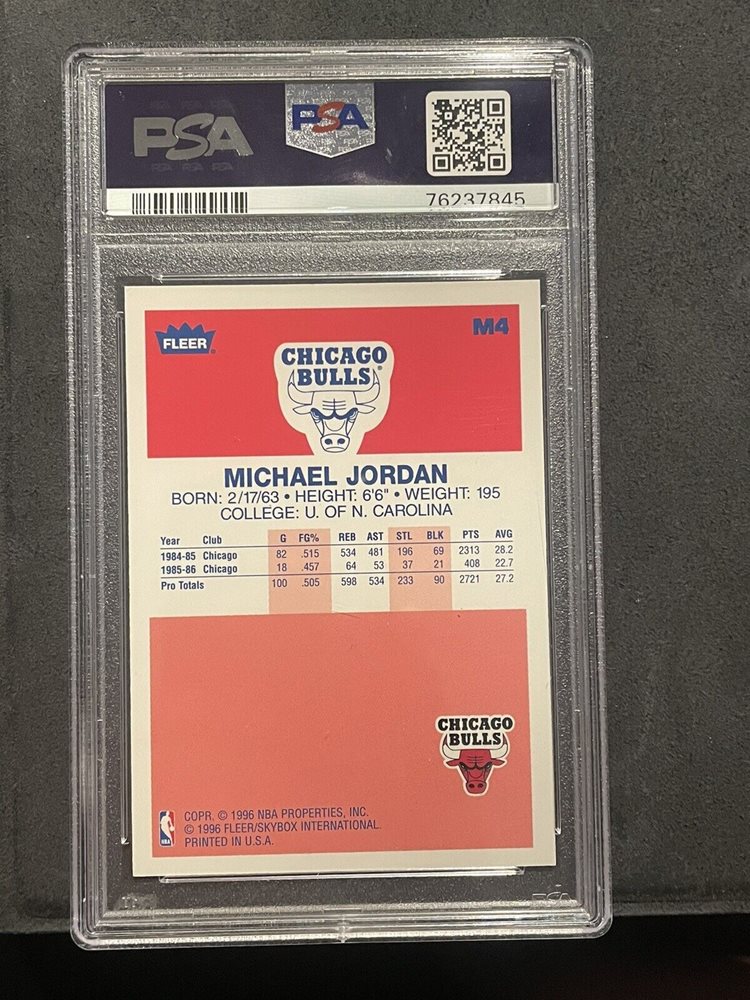 PSA
PSA
76237845
FLEER®
M4
CHICAGO
BULLS®
MICHAEL JORDAN
BORN: 2/17/63 • HEIGHT: 6'6" • WEIGHT: 195
COLLEGE: U. OF N. CAROLINA
Year Club G FG% REB AST STL BLK PTS AVG
1984-85 Chicago 82 .515 534 481 196 69 2313 28.2
1985-86 Chicago 18 .457 64 53 37 21 408 22.7
Pro Totals 100 .505 598 534 233 90 2721 27.2
CHICAGO
BULLS
NBA
COPR. © 1996 NBA PROPERTIES, INC.
© 1996 FLEER/SKYBOX INTERNATIONAL.
PRINTED IN U.S.A.
PSA